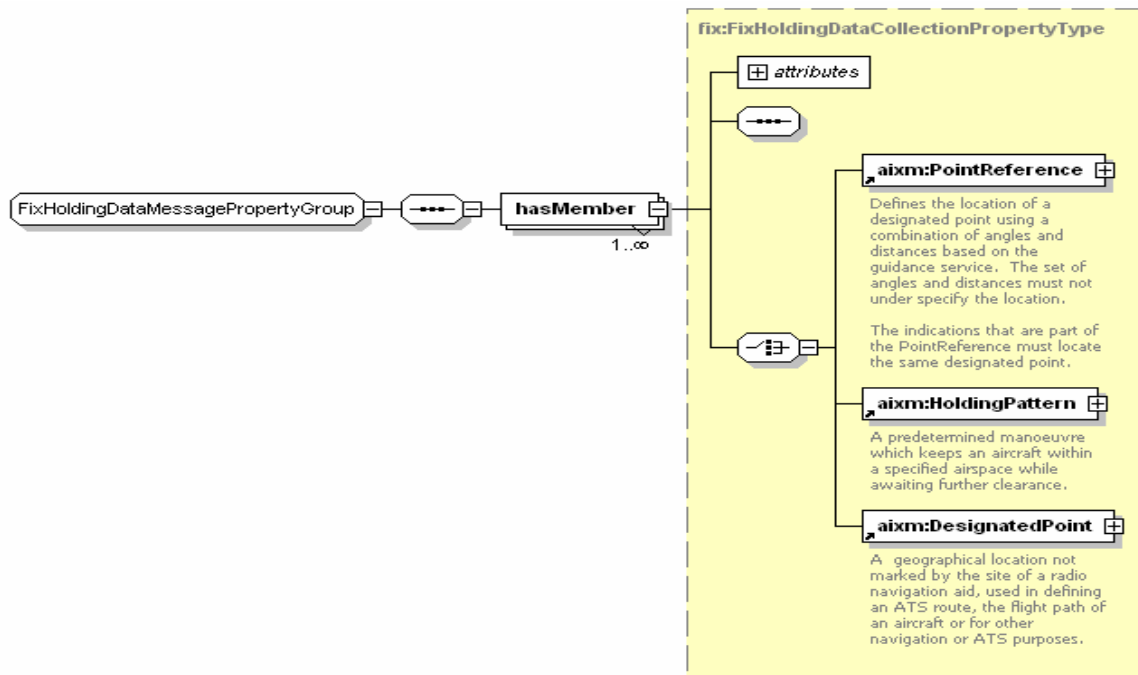 fix:FixHoldingDataCollectionPropertyType
attributes
FixHoldingDataMessagePropertyGroup
hasMember
1..∞
aixm:PointReference
Defines the location of a
designated point using a
combination of angles and
distances based on the
guidance service.  The set of
angles and distances must not
under specify the location.
The indications that are part of
the PointReference must locate
the same designated point.
aixm:HoldingPattern
A predetermined manoeuvre
which keeps an aircraft within
a specified airspace while
awaiting further clearance.
aixm:DesignatedPoint
A  geographical location not
marked by the site of a radio
navigation aid, used in defining
an ATS route, the flight path of
an aircraft or for other
navigation or ATS purposes.